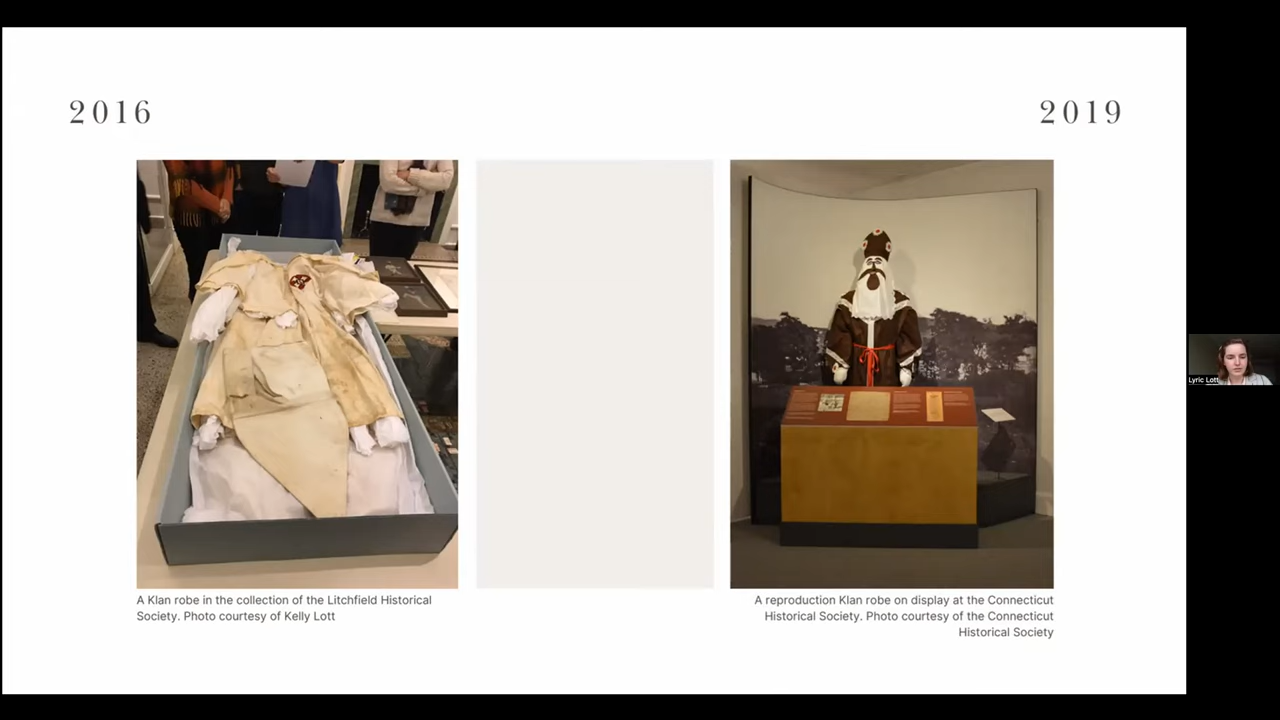 2016
2019
A Klan robe in the collection of the Litchfield Historical
Society. Photo courtesy of Kelly Lott
A reproduction Klan robe on display at the Connecticut
Historical Society. Photo courtesy of the Connecticut
Historical Society
Lyric Lott